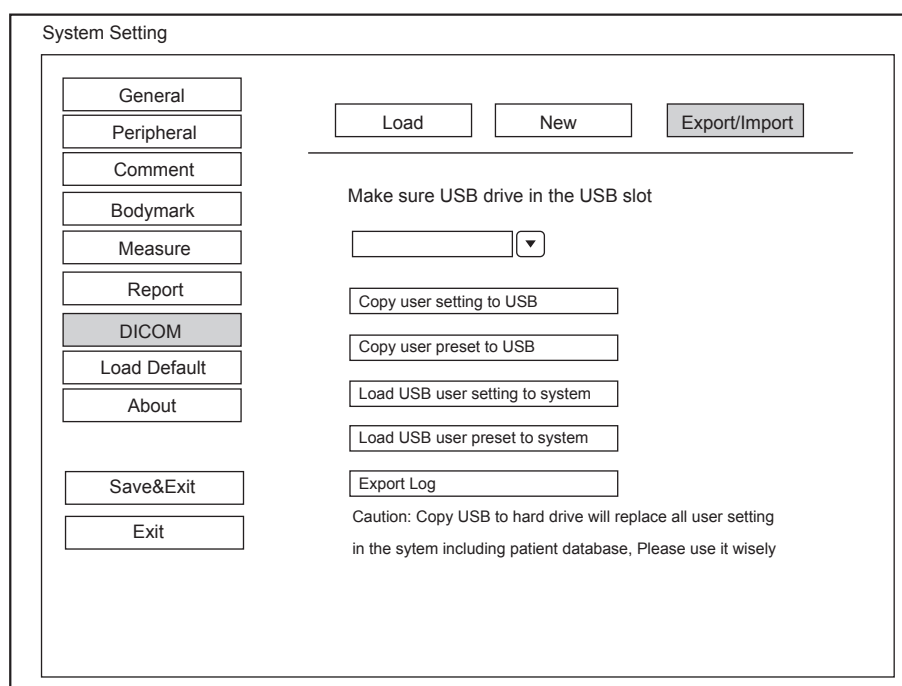 System Setting
General
Peripheral
Comment
Bodymark
Measure
Report
DICOM
Load Default
About
Save&Exit
Exit
Load New Export/Import
Make sure USB drive in the USB slot
Copy user setting to USB
Copy user preset to USB
Load USB user setting to system
Load USB user preset to system
Export Log
Caution: Copy USB to hard drive will replace all user setting
in the sytem including patient database, Please use it wisely